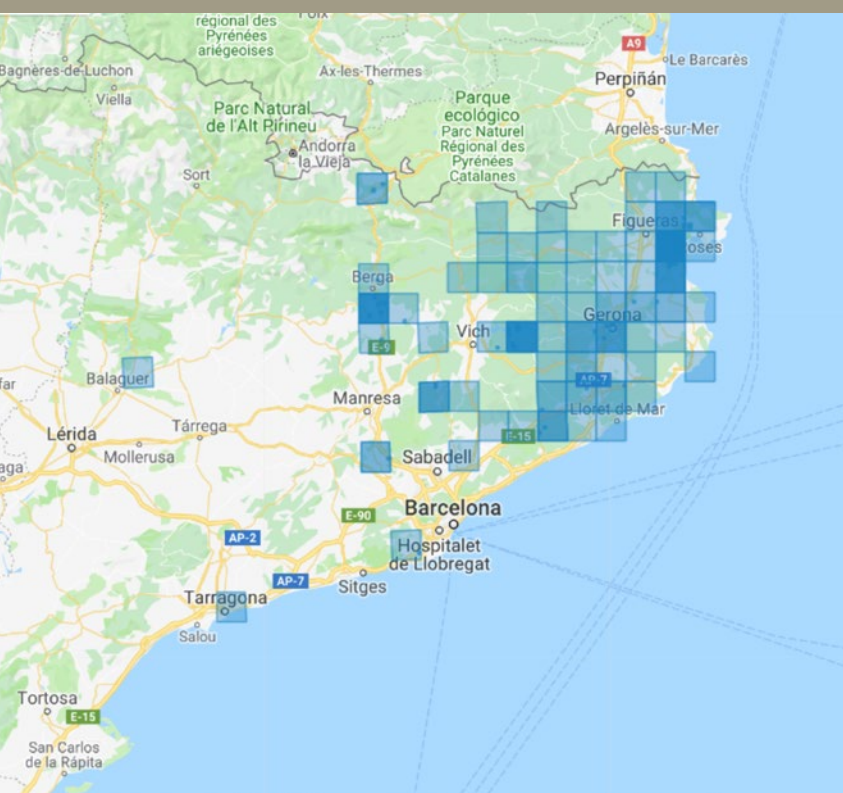 régional des
Pyrénées
ariégeoises
A9
Le Barcarès
Bagnères-de-Luchon
Ax-les-Thermes
Perpiñán
Viella
Parc Natural
de l'Alt Pirineu
Parque
ecológico
Parc Naturel
Régional des
Pyrénées
Catalanes
Argelès-sur-Mer
Andorra
la Vieja
Sort
Figueras
Roses
Berga
Gerona
Vich
E-9
Balaguer
AP-7
Manresa
Lloret de Mar
Lérida
Tárrega
E-15
Mollerusa
Sabadell
Barcelona
E-90
AP-2
Hospitalet
de Llobregat
AP-7
Sitges
Tarragona
Salou
Tortosa
E-15
San Carlos
de la Rápita